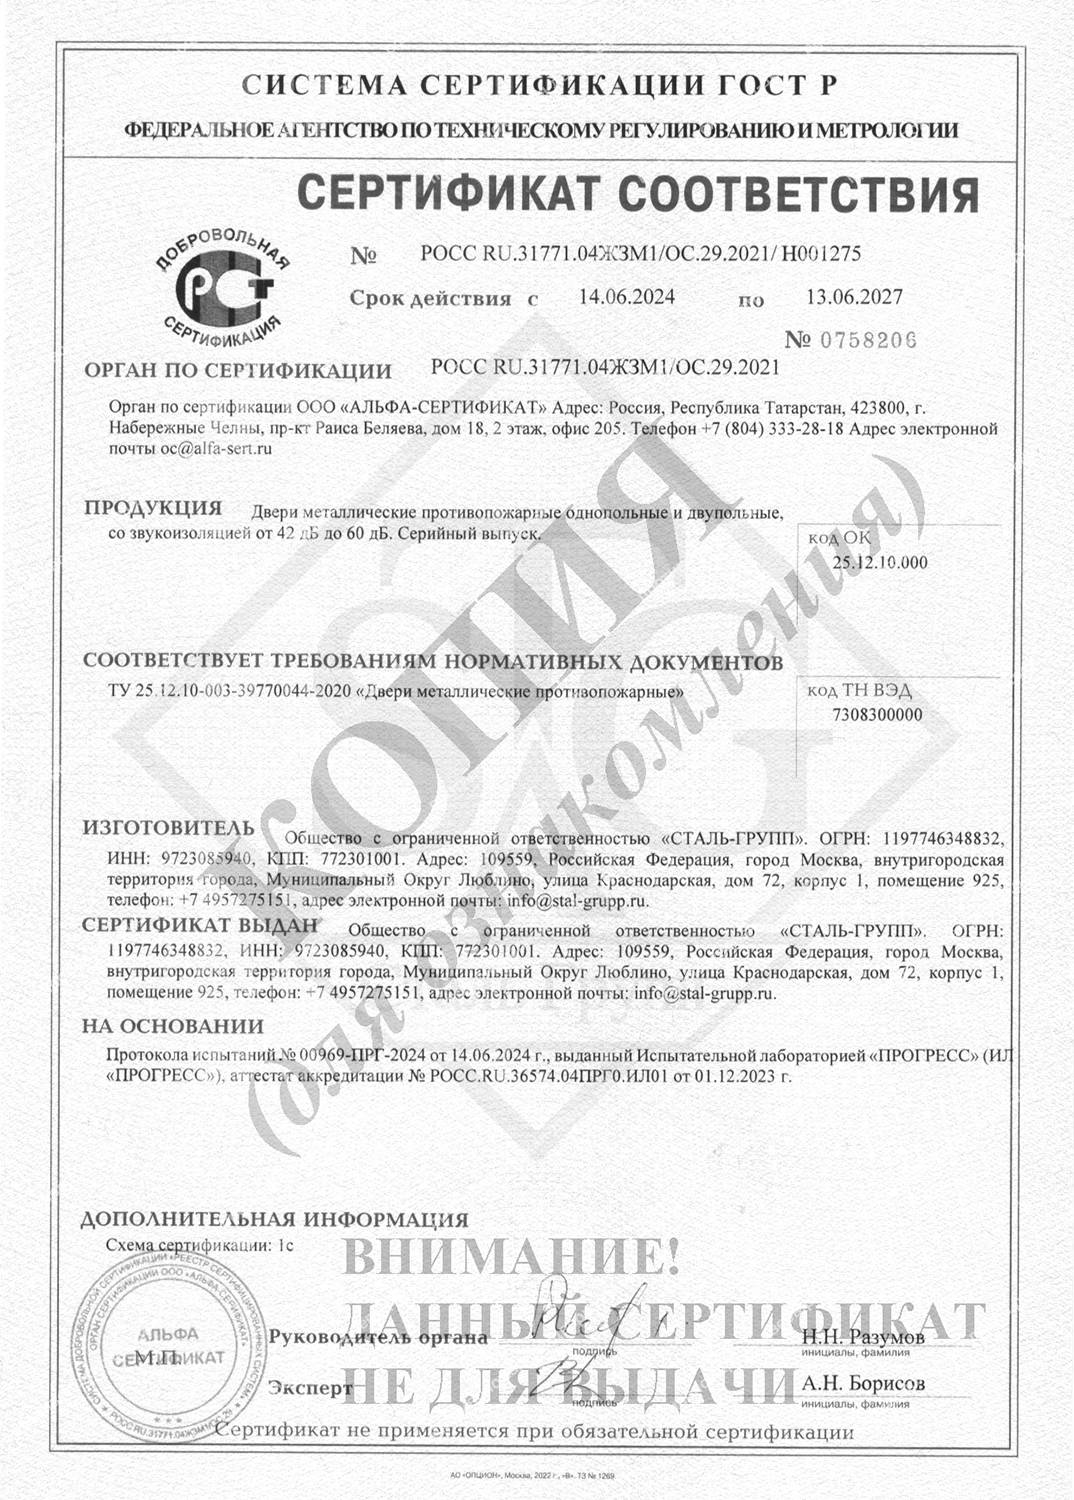 СИСТЕМА СЕРТИФИКАЦИИ ГОСТ Р
ФЕДЕРАЛЬНОЕ АГЕНТСТВО ПО ТЕХНИЧЕСКОМУ РЕГУЛИРОВАНИЮ И МЕТРОЛОГИИ
СЕРТИФИКАТ СООТВЕТСТВИЯ
ДОБРОВОЛЬНАЯ
РСТ
СЕРТИФИКАЦИЯ
№ РОСС RU.31771.04ЖЗМ1/ОС.29.2021/ Н001275
Срок действия с 14.06.2024 по 13.06.2027
№ 0758206
ОРГАН ПО СЕРТИФИКАЦИИ РОСС RU.31771.04ЖЗМ1/ОС.29.2021
Орган по сертификации ООО «АЛЬФА-СЕРТИФИКАТ» Адрес: Россия, Республика Татарстан, 423800, г.
Набережные Челны, пр-кт Раиса Беляева, дом 18, 2 этаж, офис 205. Телефон +7 (804) 333-28-18 Адрес электронной
почты oc@alfa-sert.ru
ПРОДУКЦИЯ Двери металлические противопожарные однопольные и двупольные,
со звукоизоляцией от 42 дБ до 60 дБ. Серийный выпуск.
код ОК
25.12.10.000
СООТВЕТСТВУЕТ ТРЕБОВАНИЯМ НОРМАТИВНЫХ ДОКУМЕНТОВ
ТУ 25.12.10-003-39770044-2020 «Двери металлические противопожарные»
код ТН ВЭД
7308300000
КОПИЯ
(для ознакомления)
ИЗГОТОВИТЕЛЬ Общество с ограниченной ответственностью «СТАЛЬ-ГРУПП». ОГРН: 1197746348832,
ИНН: 9723085940, КПП: 772301001. Адрес: 109559, Российская Федерация, город Москва, внутригородская
территория города, Муниципальный Округ Люблино, улица Краснодарская, дом 72, корпус 1, помещение 925,
телефон: +7 4957275151, адрес электронной почты: info@stal-grupp.ru.
СЕРТИФИКАТ ВЫДАН Общество с ограниченной ответственностью «СТАЛЬ-ГРУПП». ОГРН:
1197746348832, ИНН: 9723085940, КПП: 772301001. Адрес: 109559, Российская Федерация, город Москва,
внутригородская территория города, Муниципальный Округ Люблино, улица Краснодарская, дом 72, корпус 1,
помещение 925, телефон: +7 4957275151, адрес электронной почты: info@stal-grupp.ru.
НА ОСНОВАНИИ
Протокола испытаний № 00969-ПРГ-2024 от 14.06.2024 г., выданный Испытательной лабораторией «ПРОГРЕСС» (ИЛ
«ПРОГРЕСС»), аттестат аккредитации № РОСС.RU.36574.04ПРГ0.ИЛ01 от 01.12.2023 г.
ДОПОЛНИТЕЛЬНАЯ ИНФОРМАЦИЯ
Схема сертификации: 1с
ВНИМАНИЕ!
ДАННЫЙ СЕРТИФИКАТ
НЕ ДЛЯ ВЫДАЧИ
АЛЬФА
СЕРТИФИКАТ
М.П.
Руководитель органа
подпись
Н.Н. Разумов
инициалы, фамилия
Эксперт
подпись
А.Н. Борисов
инициалы, фамилия
Сертификат не применяется при обязательной сертификации
АО «ОПЦИОН», Москва, 2022 г., «В». ТЗ № 1269.